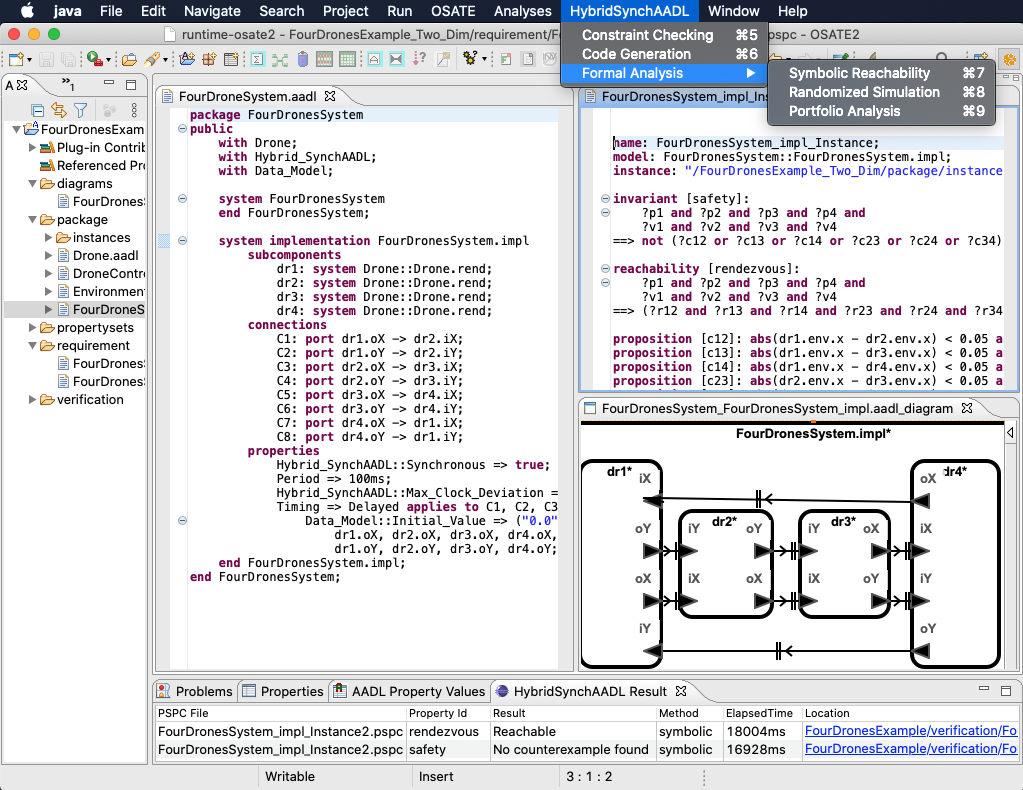 java File Edit Navigate Search Project Run OSATE Analyses HybridSynchAADL Window Help
runtime-osate2 - FourDronesExample_Two_Dim/requirement/Fo
pspc - OSATE2
Constraint Checking ⌘5
Code Generation ⌘6
Formal Analysis
Symbolic Reachability ⌘7
Randomized Simulation ⌘8
Portfolio Analysis ⌘9
A
»1
FourDronesExam
Plug-in Contrib
Referenced Pro
diagrams
FourDrones
package
instances
Drone.aadl
DroneContro
Environment
FourDroneS
propertysets
requirement
FourDrones
FourDrones
verification
FourDroneSystem.aadl
package FourDronesSystem
public
with Drone;
with Hybrid_SynchAADL;
with Data_Model;
system FourDronesSystem
end FourDronesSystem;
system implementation FourDronesSystem.impl
subcomponents
dr1: system Drone::Drone.rend;
dr2: system Drone::Drone.rend;
dr3: system Drone::Drone.rend;
dr4: system Drone::Drone.rend;
connections
C1: port dr1.oX -> dr2.iX;
C2: port dr1.oY -> dr2.iY;
C3: port dr2.oX -> dr3.iX;
C4: port dr2.oY -> dr3.iY;
C5: port dr3.oX -> dr4.iX;
C6: port dr3.oY -> dr4.iY;
C7: port dr4.oX -> dr1.iX;
C8: port dr4.oY -> dr1.iY;
properties
Hybrid_SynchAADL::Synchronous => true;
Period => 100ms;
Hybrid_SynchAADL::Max_Clock_Deviation =
Timing => Delayed applies to C1, C2, C3
Data_Model::Initial_Value => ("0.0"
dr1.oX, dr2.oX, dr3.oX, dr4.oX,
dr1.oY, dr2.oY, dr3.oY, dr4.oY;
end FourDronesSystem.impl;
end FourDronesSystem;
FourDronesSystem_impl_Ins
name: FourDronesSystem_impl_Instance;
model: FourDronesSystem::FourDronesSystem.impl;
instance: "/FourDronesExample_Two_Dim/package/instance
invariant [safety]:
?p1 and ?p2 and ?p3 and ?p4 and
?v1 and ?v2 and ?v3 and ?v4
==> not (?c12 or ?c13 or ?c14 or ?c23 or ?c24 or ?c34)
reachability [rendezvous]:
?p1 and ?p2 and ?p3 and ?p4 and
?v1 and ?v2 and ?v3 and ?v4
==> (?r12 and ?r13 and ?r14 and ?r23 and ?r24 and ?r34
proposition [c12]: abs(dr1.env.x - dr2.env.x) < 0.05 a
proposition [c13]: abs(dr1.env.x - dr3.env.x) < 0.05 a
proposition [c14]: abs(dr1.env.x - dr4.env.x) < 0.05 a
proposition [c23]: abs(dr2.env.x - dr3.env.x) < 0.05 a
FourDronesSystem_FourDronesSystem_impl.aadl_diagram
FourDronesSystem.impl*
dr1* iX oX dr4*
oY iY dr2* oY iY dr3* oX iX
oX iX oX iX oY iY
iY oY
Problems Properties AADL Property Values HybridSynchAADL Result
PSPC File Property Id Result Method ElapsedTime Location
FourDronesSystem_impl_Instance2.pspc rendezvous Reachable symbolic 18004ms FourDronesExample/verification/Fo
FourDronesSystem_impl_Instance2.pspc safety No counterexample found symbolic 16928ms FourDronesExample/verification/Fo
Writable Insert 3 : 1 : 2